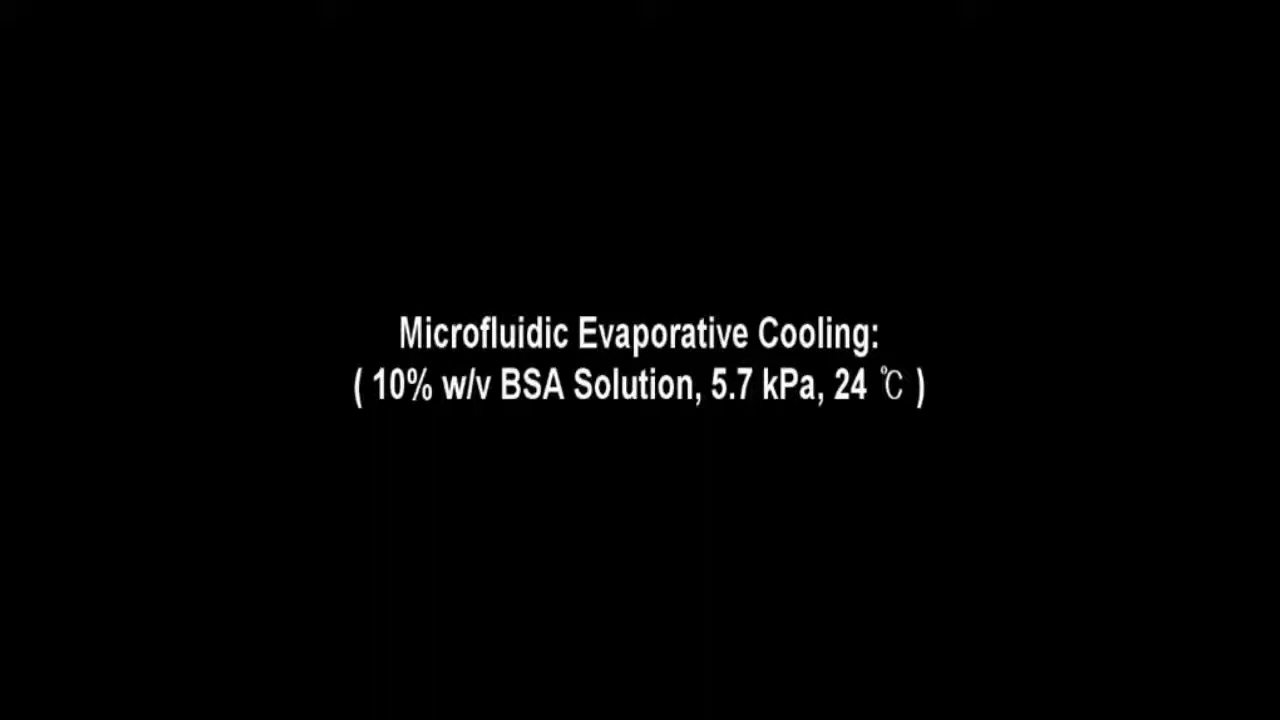 Microfluidic Evaporative Cooling:
( 10% w/v BSA Solution, 5.7 kPa, 24 ℃ )